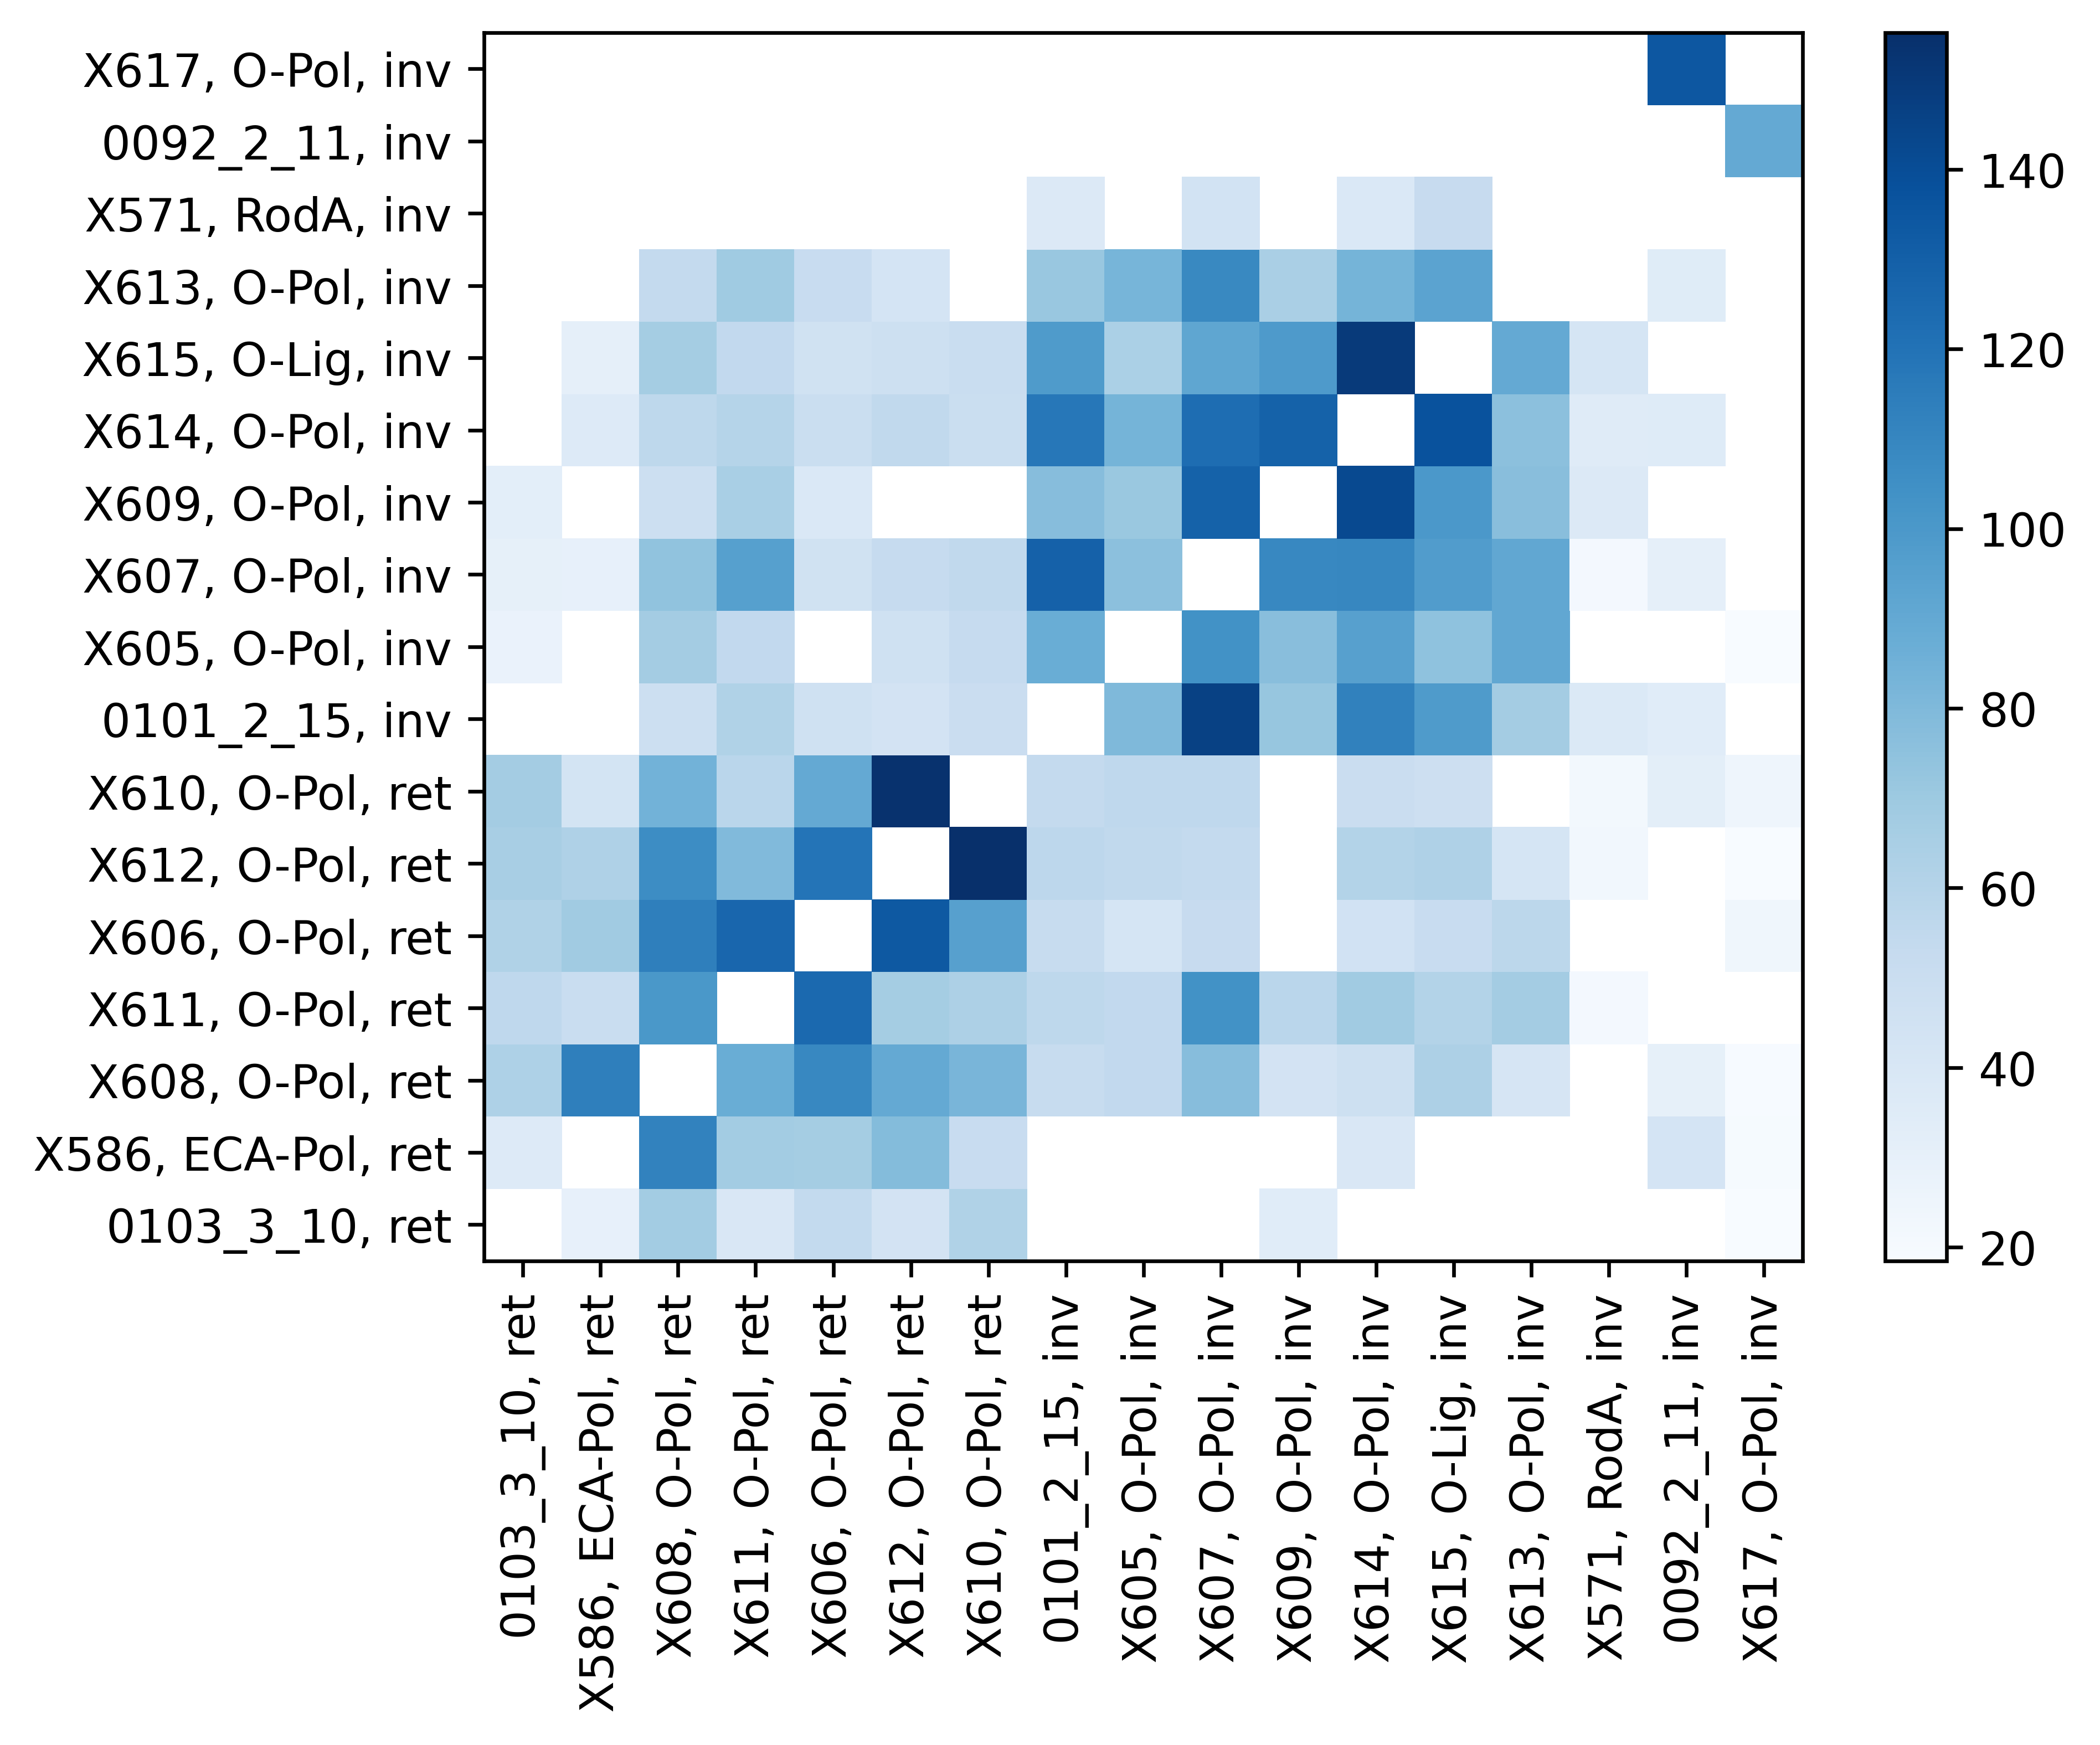 X617, O-Pol, inv
0092_2_11, inv
X571, RodA, inv
X613, O-Pol, inv
X615, O-Lig, inv
X614, O-Pol, inv
X609, O-Pol, inv
X607, O-Pol, inv
X605, O-Pol, inv
0101_2_15, inv
X610, O-Pol, ret
X612, O-Pol, ret
X606, O-Pol, ret
X611, O-Pol, ret
X608, O-Pol, ret
X586, ECA-Pol, ret
0103_3_10, ret
0103_3_10, ret
X586, ECA-Pol, ret
X608, O-Pol, ret
X611, O-Pol, ret
X606, O-Pol, ret
X612, O-Pol, ret
X610, O-Pol, ret
0101_2_15, inv
X605, O-Pol, inv
X607, O-Pol, inv
X609, O-Pol, inv
X614, O-Pol, inv
X615, O-Lig, inv
X613, O-Pol, inv
X571, RodA, inv
0092_2_11, inv
X617, O-Pol, inv
140
120
100
80
60
40
20